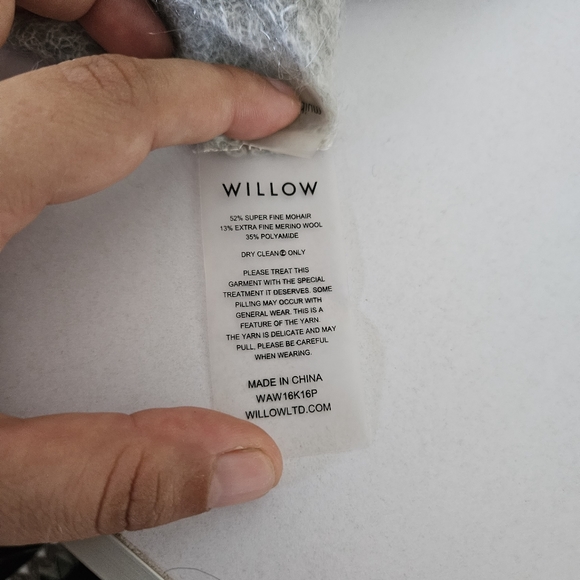 WILLOW
52% SUPER FINE MOHAIR
13% EXTRA FINE MERINO WOOL
35% POLYAMIDE
DRY CLEAN Ⓟ ONLY
PLEASE TREAT THIS
GARMENT WITH THE SPECIAL
TREATMENT IT DESERVES. SOME
PILLING MAY OCCUR WITH
GENERAL WEAR. THIS IS A
FEATURE OF THE YARN.
THE YARN IS DELICATE AND MAY
PULL. PLEASE BE CAREFUL
WHEN WEARING.
MADE IN CHINA
WAW16K16P
WILLOWLTD.COM